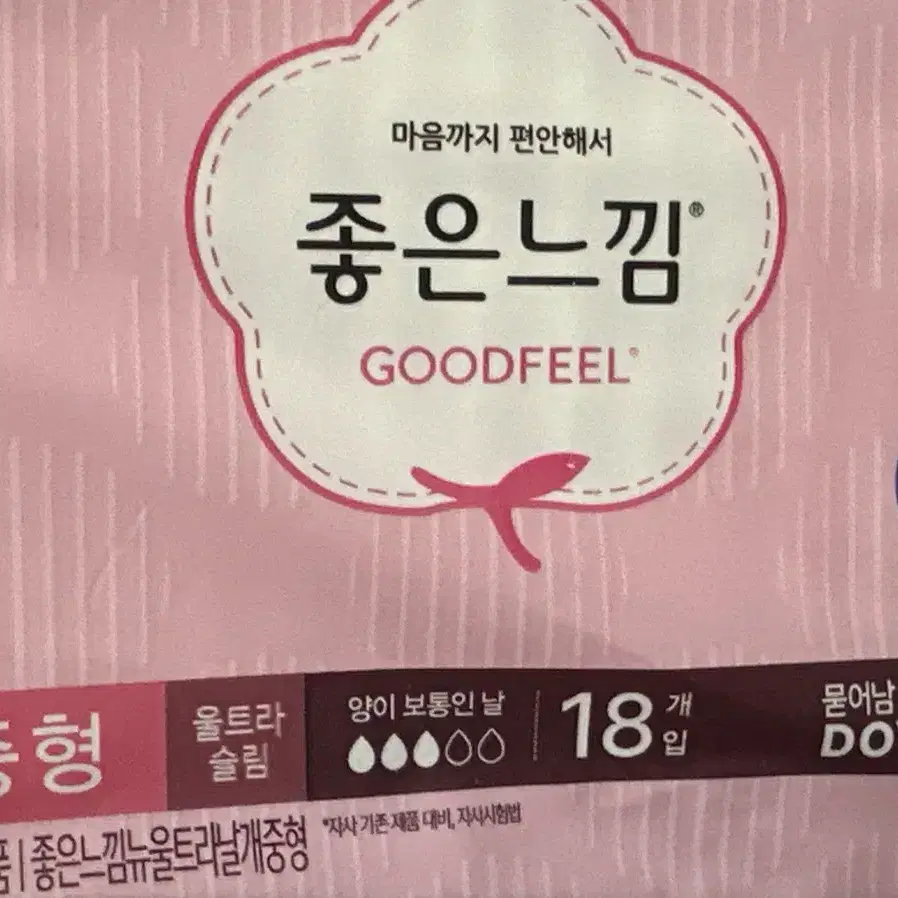 마음까지 편안해서
좋은느낌®
GOODFEEL®
중형
울트라
슬림
양이 보통인 날
18개입
묻어남
DO
*자사 기존 제품 대비, 자사시험법
품 | 좋은느낌뉴울트라날개중형